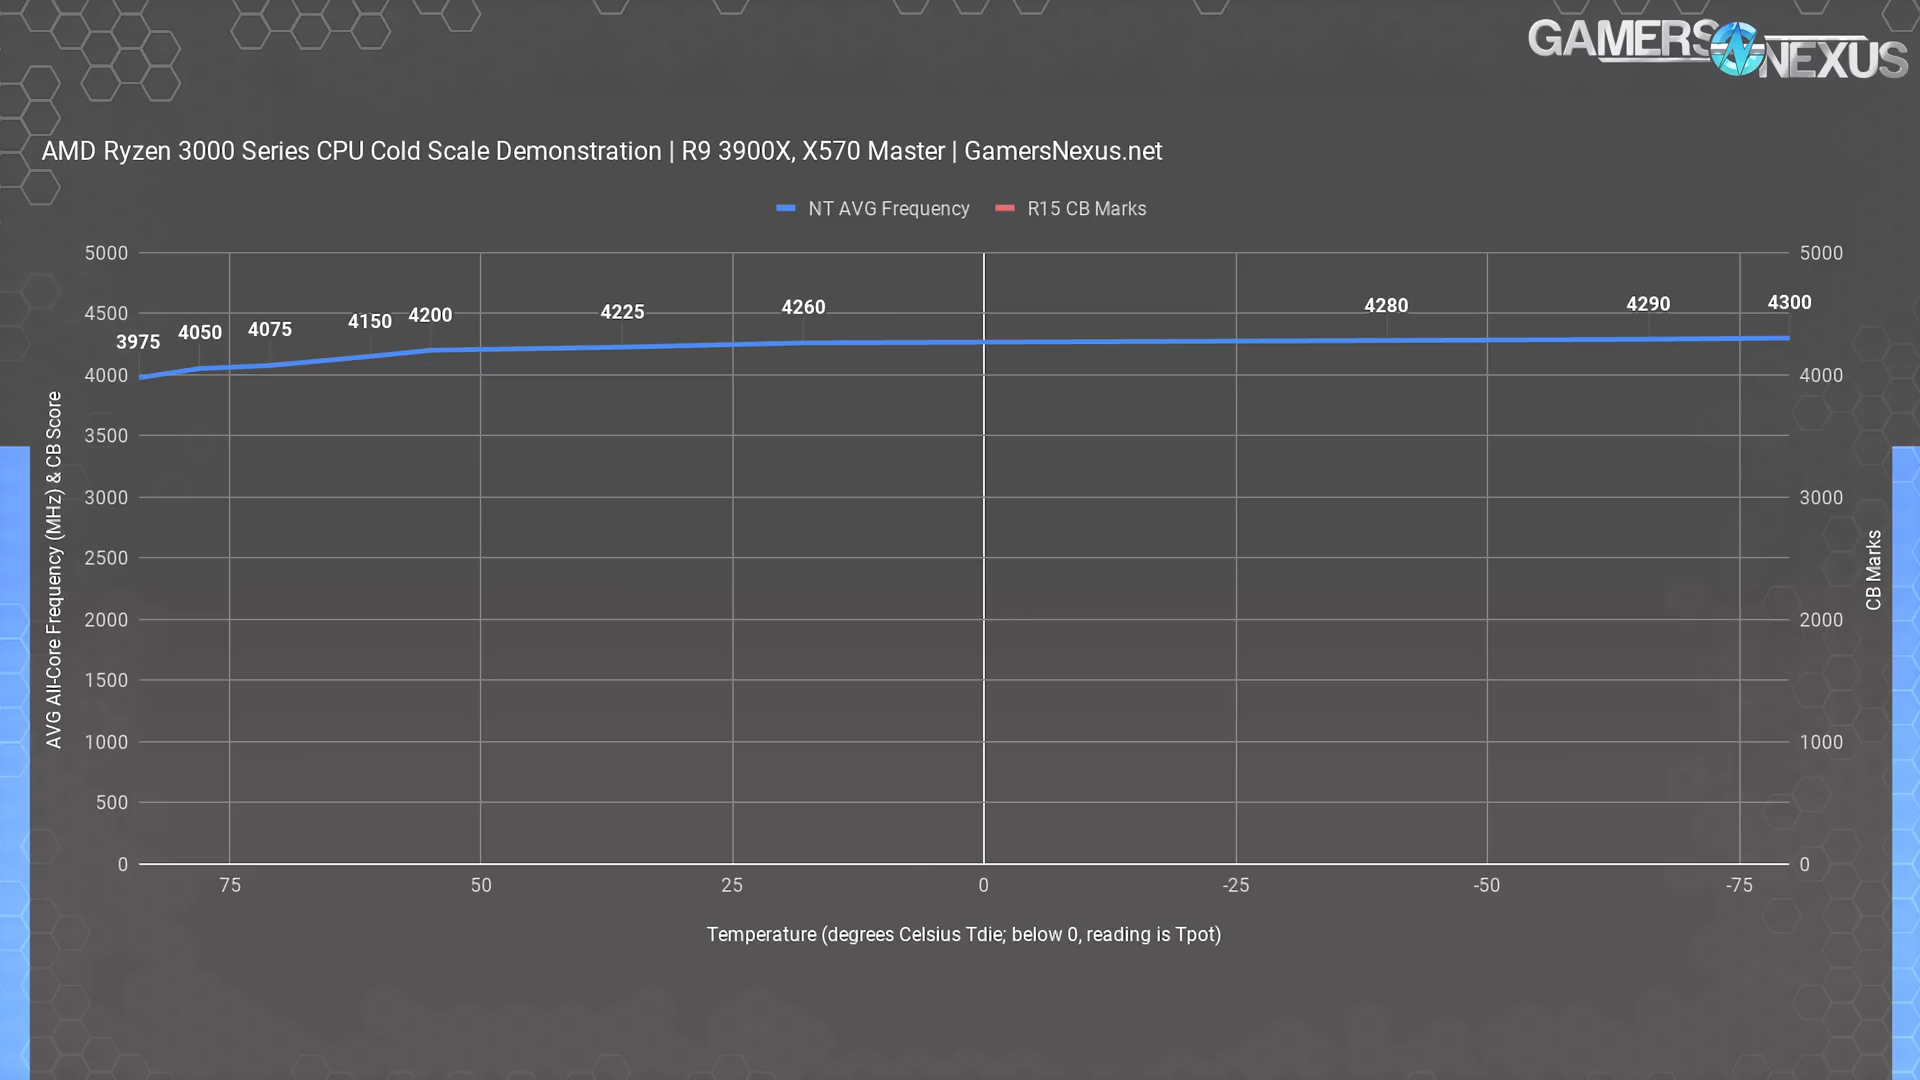 GAMERS NEXUS
AMD Ryzen 3000 Series CPU Cold Scale Demonstration | R9 3900X, X570 Master | GamersNexus.net
NT AVG Frequency R15 CB Marks
5000 5000
4500
3975 4050 4075 4150 4200 4225 4260 4280 4290 4300
4000 4000
3500
3000 3000
2500
2000 2000
1500
1000 1000
500
0 0
AVG All-Core Frequency (MHz) & CB Score
CB Marks
75 50 25 0 -25 -50 -75
Temperature (degrees Celsius Tdie; below 0, reading is Tpot)